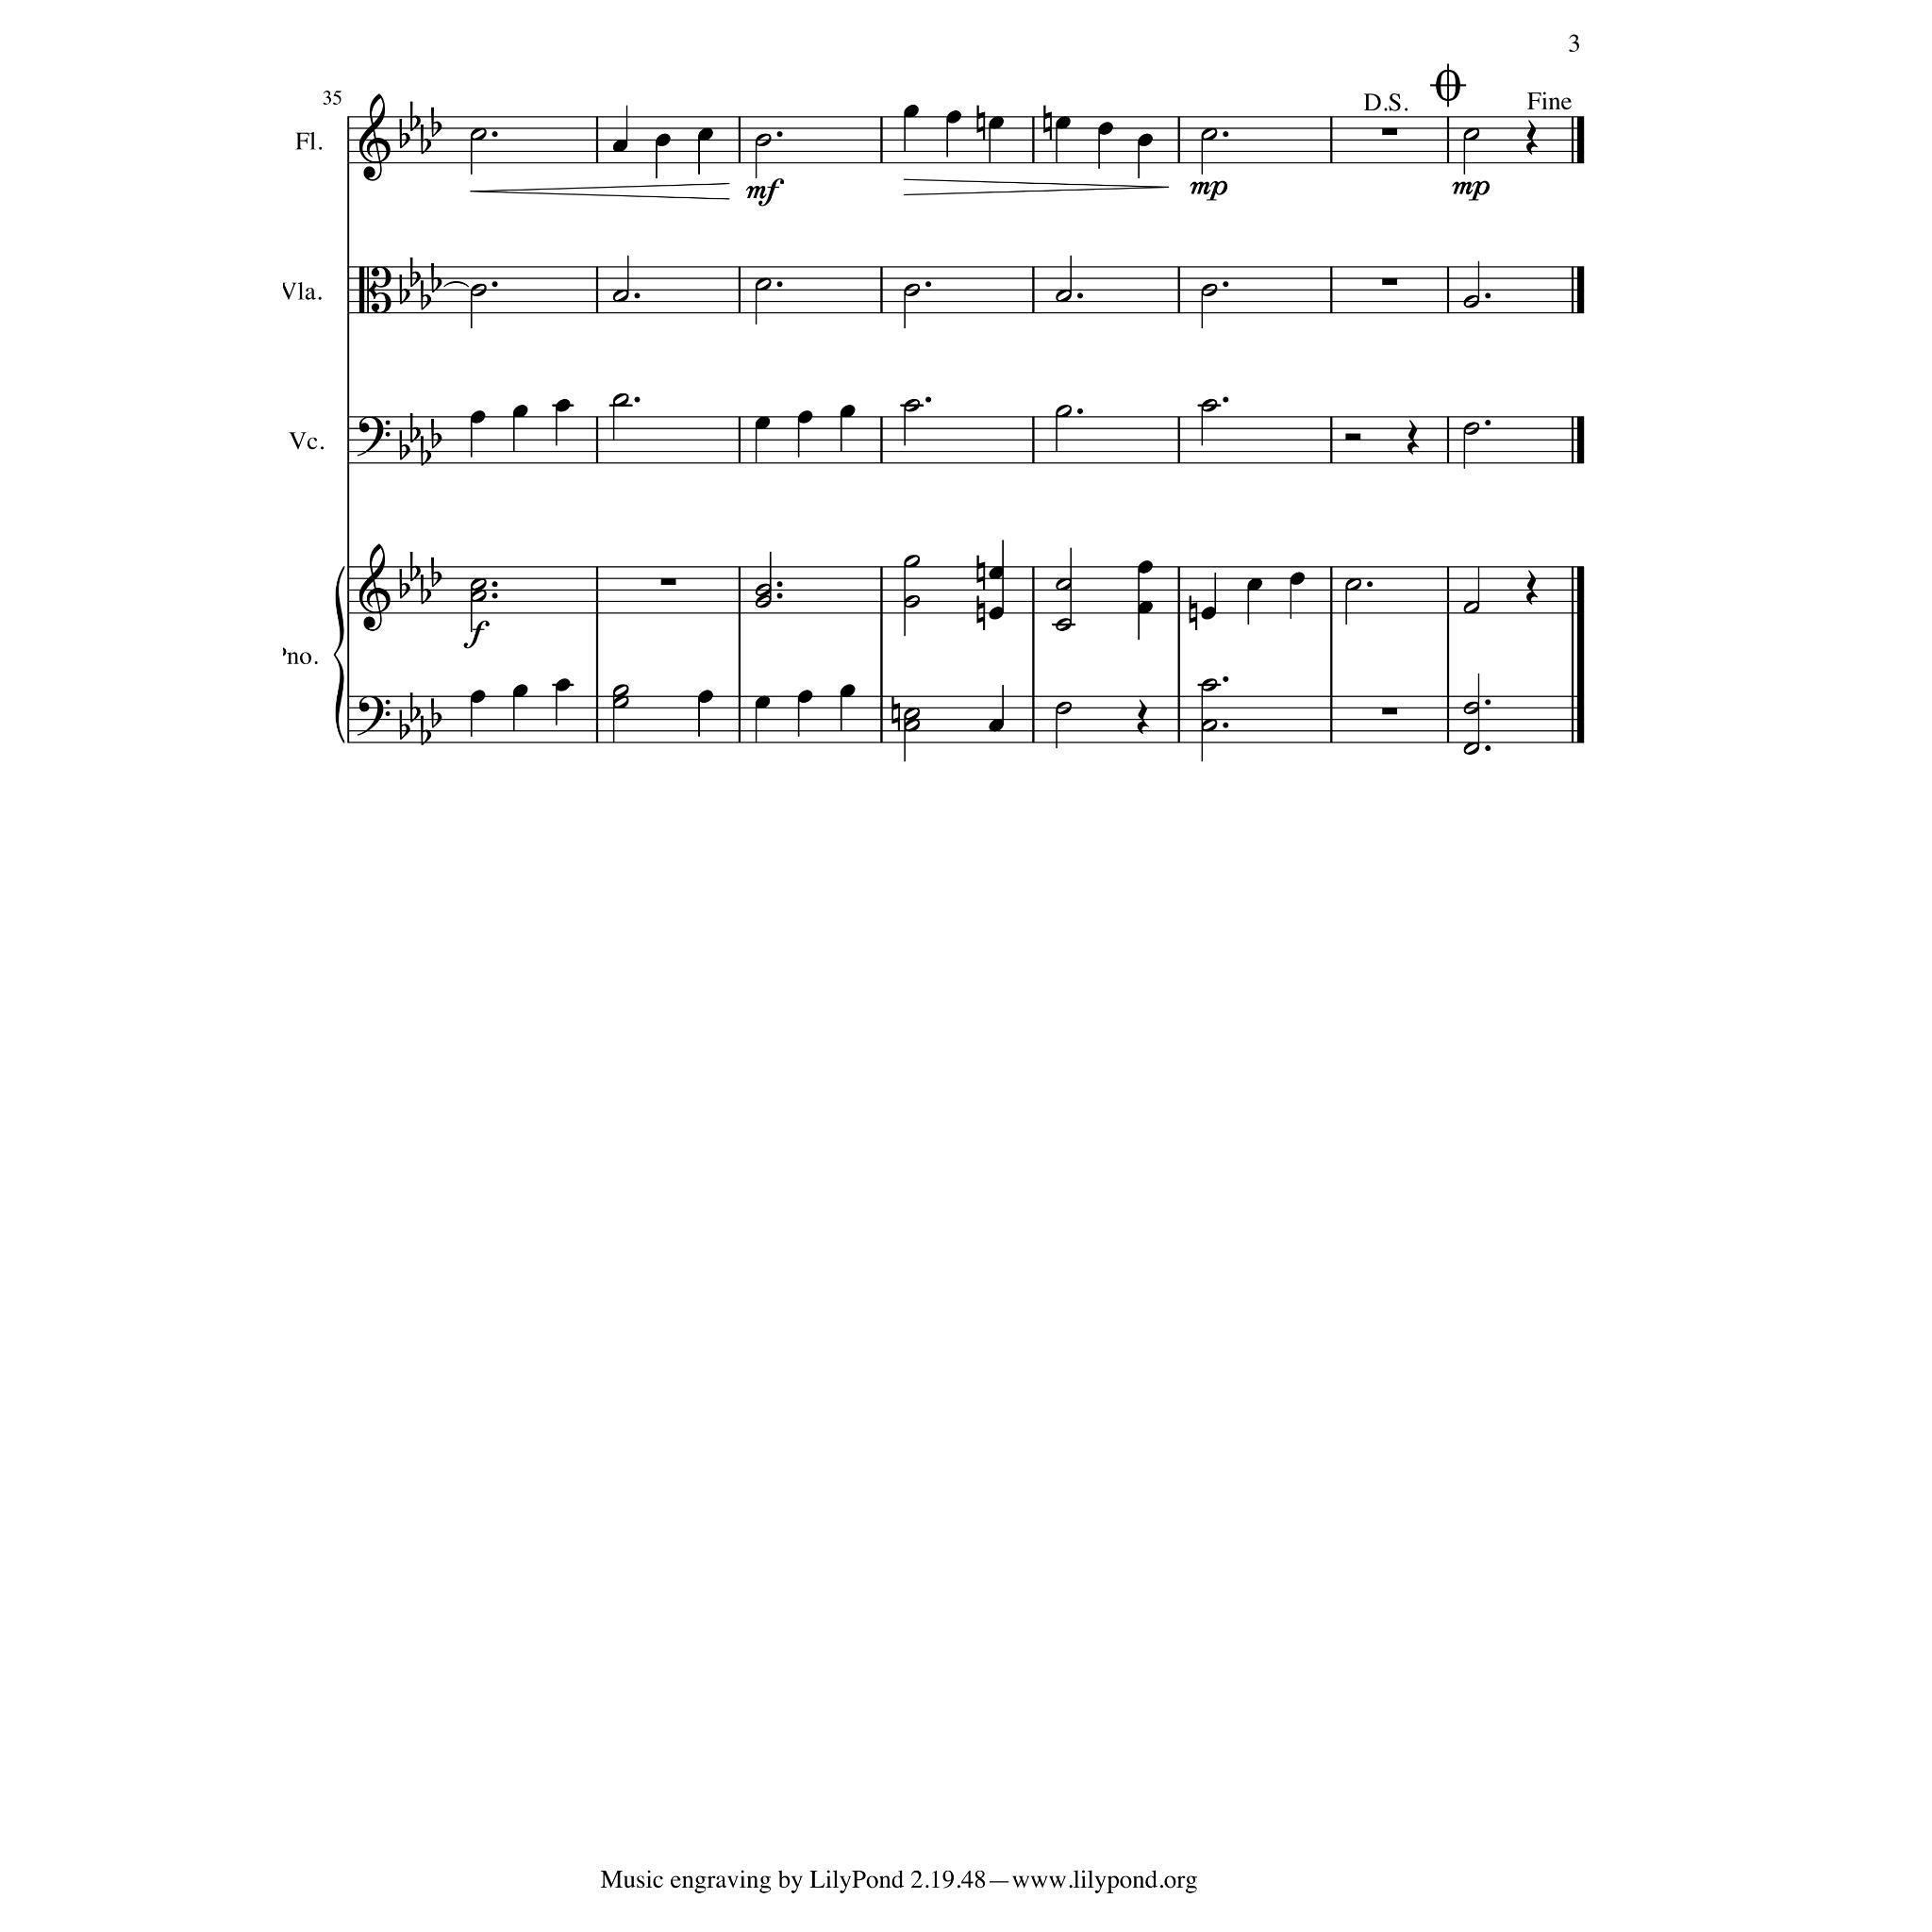 3
35
D.S.
Fine
Fl.
mf
mp
mp
Vla.
Vc.
f
Pno.
Music engraving by LilyPond 2.19.48—www.lilypond.org